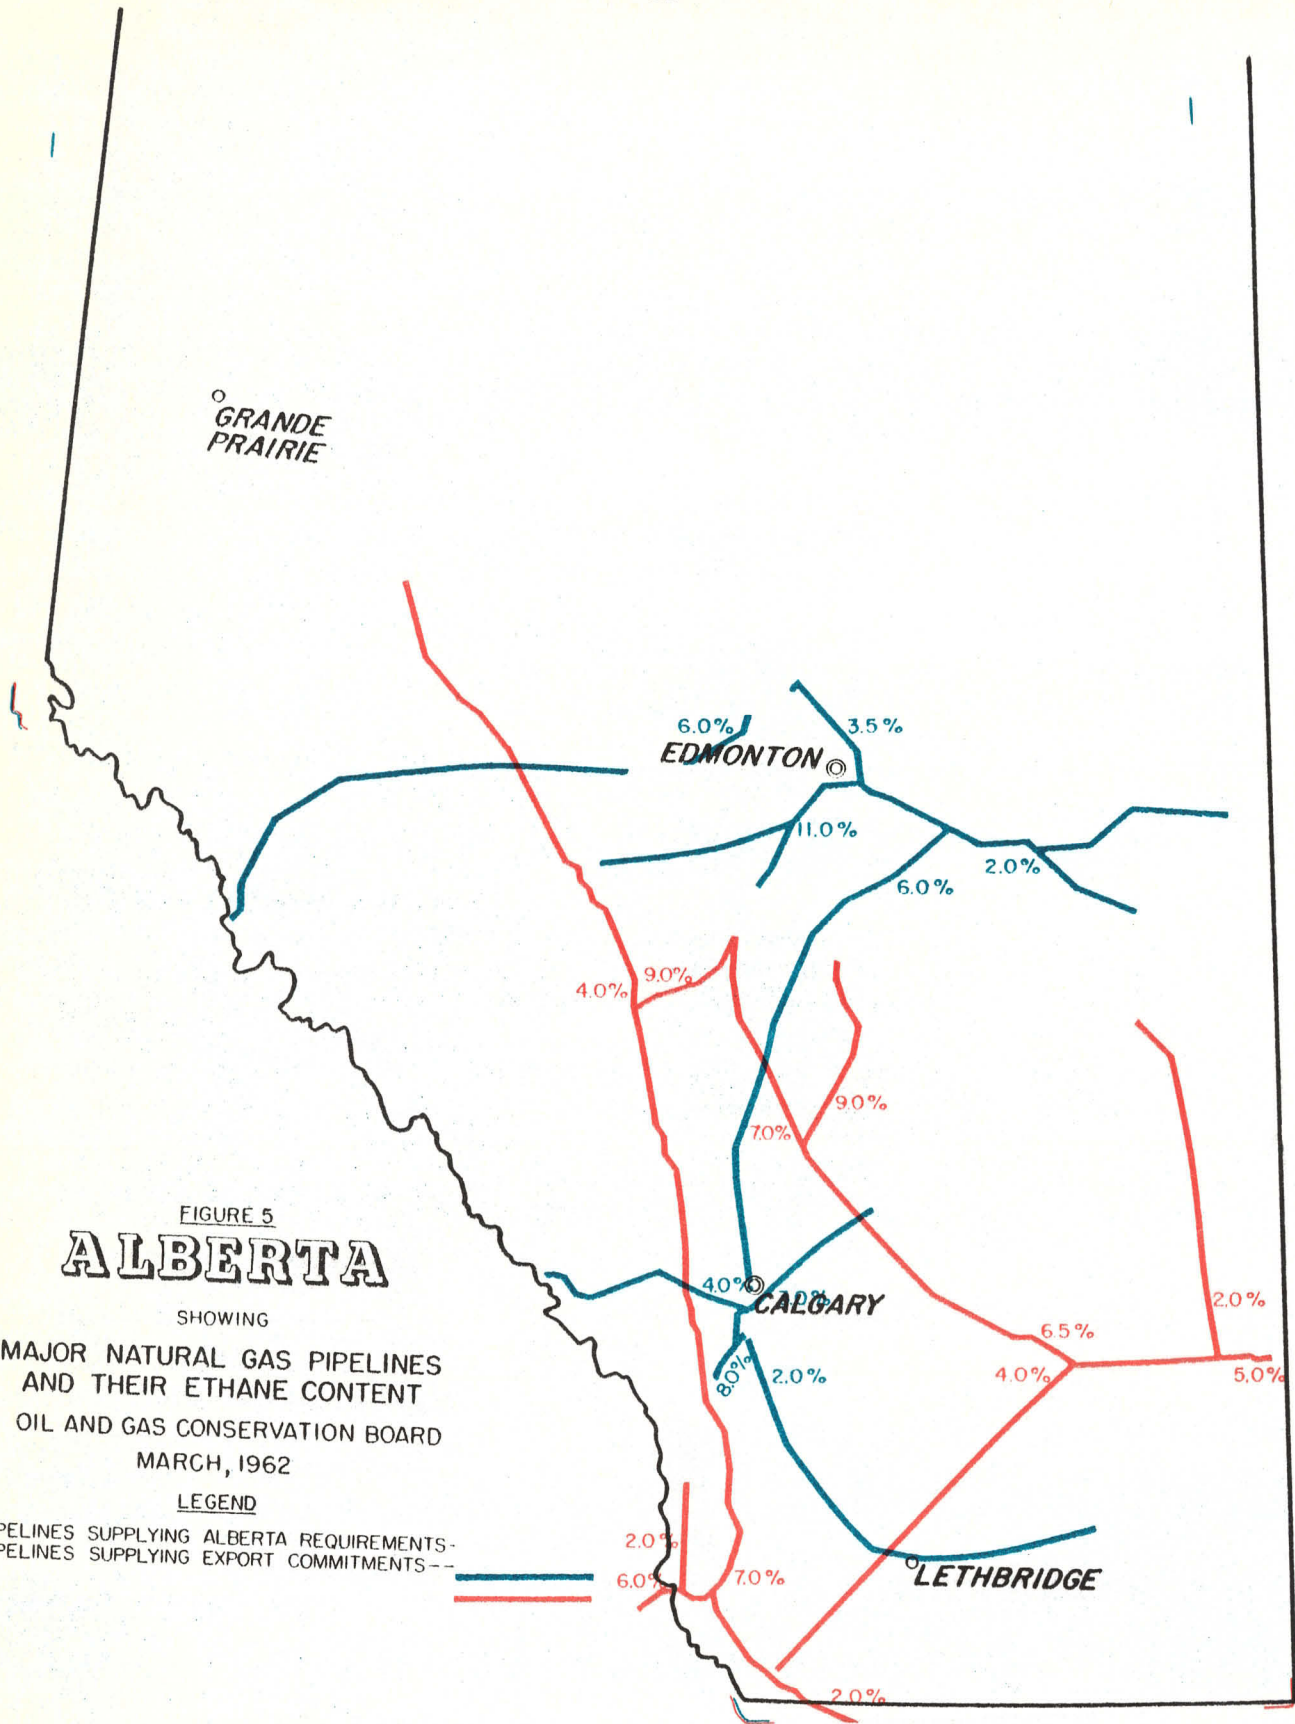 GRANDE
PRAIRIE
6.0%
3.5%
EDMONTON
11.0%
2.0%
6.0%
9.0%
4.0%
9.0%
7.0%
FIGURE 5
ALBERTA
SHOWING
MAJOR NATURAL GAS PIPELINES
AND THEIR ETHANE CONTENT
OIL AND GAS CONSERVATION BOARD
MARCH, 1962
LEGEND
PELINES SUPPLYING ALBERTA REQUIREMENTS-
PELINES SUPPLYING EXPORT COMMITMENTS--
4.0%
CALGARY
2.0%
6.5%
8.0%
2.0%
4.0%
5.0%
2.0%
6.0%
7.0%
LETHBRIDGE
2.0%